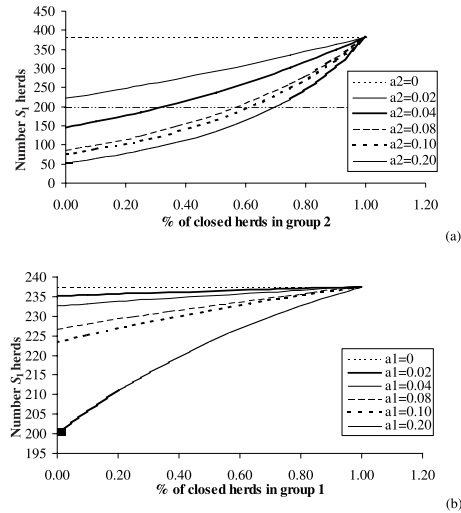 450
400
350
300
250
200
150
100
50
0
Number S_I herds
0.00 0.20 0.40 0.60 0.80 1.00 1.20
% of closed herds in group 2
a2=0
a2=0.02
a2=0.04
a2=0.08
a2=0.10
a2=0.20
(a)
240
235
230
225
220
215
210
205
200
195
Number S_I herds
0.00 0.20 0.40 0.60 0.80 1.00 1.20
% of closed herds in group 1
a1=0
a1=0.02
a1=0.04
a1=0.08
a1=0.10
a1=0.20
(b)